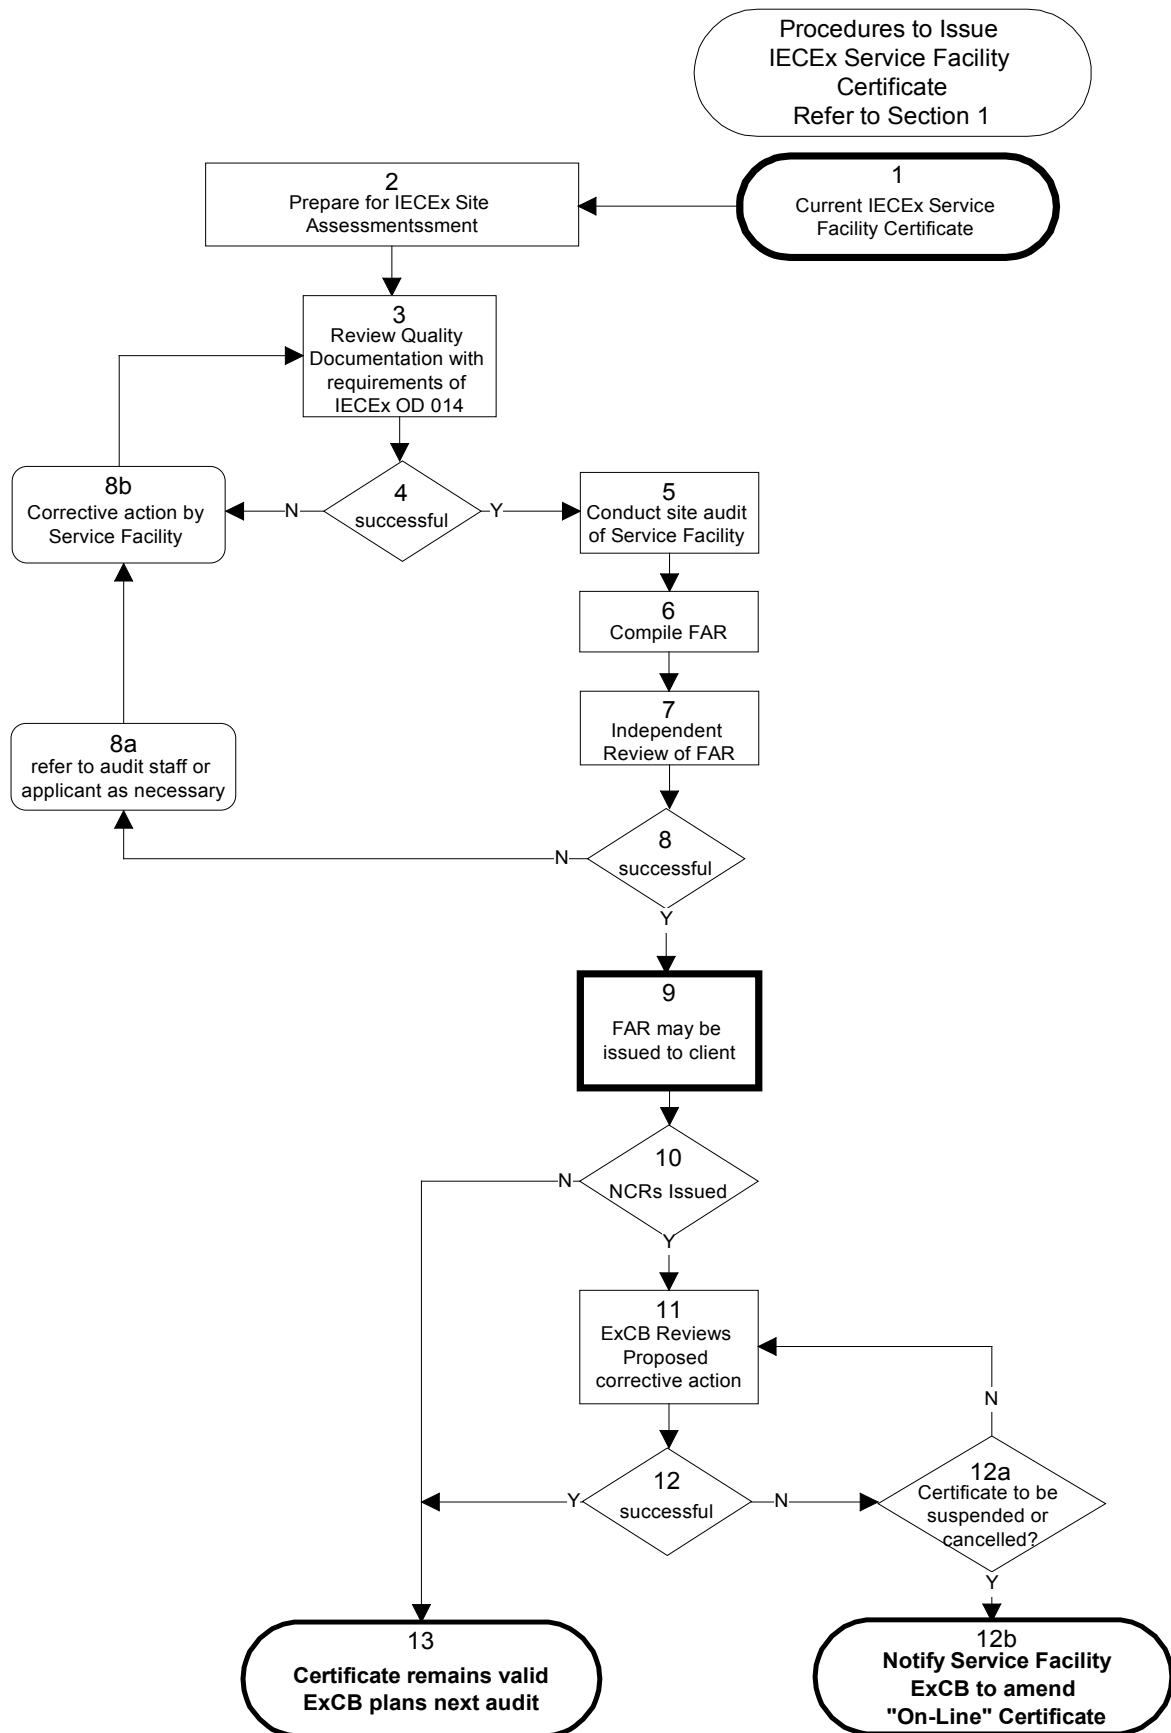 Procedures to Issue
IECEx Service Facility
Certificate
Refer to Section 1
1
Current IECEx Service
Facility Certificate
2
Prepare for IECEx Site
Assessmentssment
3
Review Quality
Documentation with
requirements of
IECEx OD 014
4
successful
N
Y
8b
Corrective action by
Service Facility
5
Conduct site audit
of Service Facility
6
Compile FAR
7
Independent
Review of FAR
8a
refer to audit staff or
applicant as necessary
8
successful
N
Y
9
FAR may be
issued to client
10
NCRs Issued
N
Y
11
ExCB Reviews
Proposed
corrective action
N
12
successful
Y
N
12a
Certificate to be
suspended or
cancelled?
Y
13
Certificate remains valid
ExCB plans next audit
12b
Notify Service Facility
ExCB to amend
"On-Line" Certificate